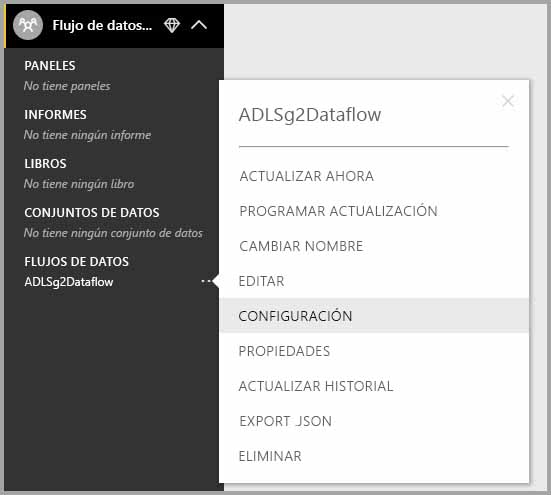 Flujo de datos...
PANELES
No tiene paneles
INFORMES
No tiene ningún informe
LIBROS
No tiene ningún libro
CONJUNTOS DE DATOS
No tiene ningún conjunto de datos
FLUJOS DE DATOS
ADLSg2Dataflow
ADLSg2Dataflow
ACTUALIZAR AHORA
PROGRAMAR ACTUALIZACIÓN
CAMBIAR NOMBRE
EDITAR
CONFIGURACIÓN
PROPIEDADES
ACTUALIZAR HISTORIAL
EXPORT .JSON
ELIMINAR